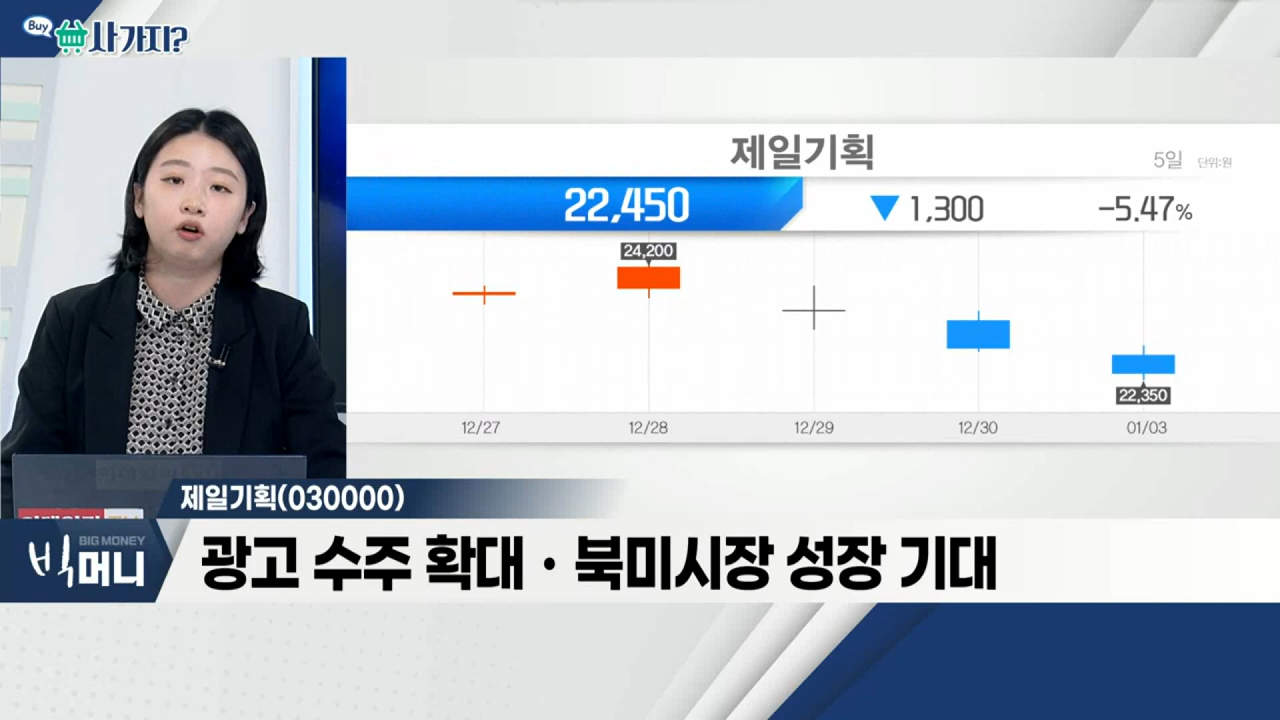 Buy
사가지?
제일기획
5일 단위:원
22,450 ▼ 1,300 -5.47%
24,200
22,350
12/27 12/28 12/29 12/30 01/03
제일기획(030000)
BIG MONEY
빅머니
광고 수주 확대 · 북미시장 성장 기대